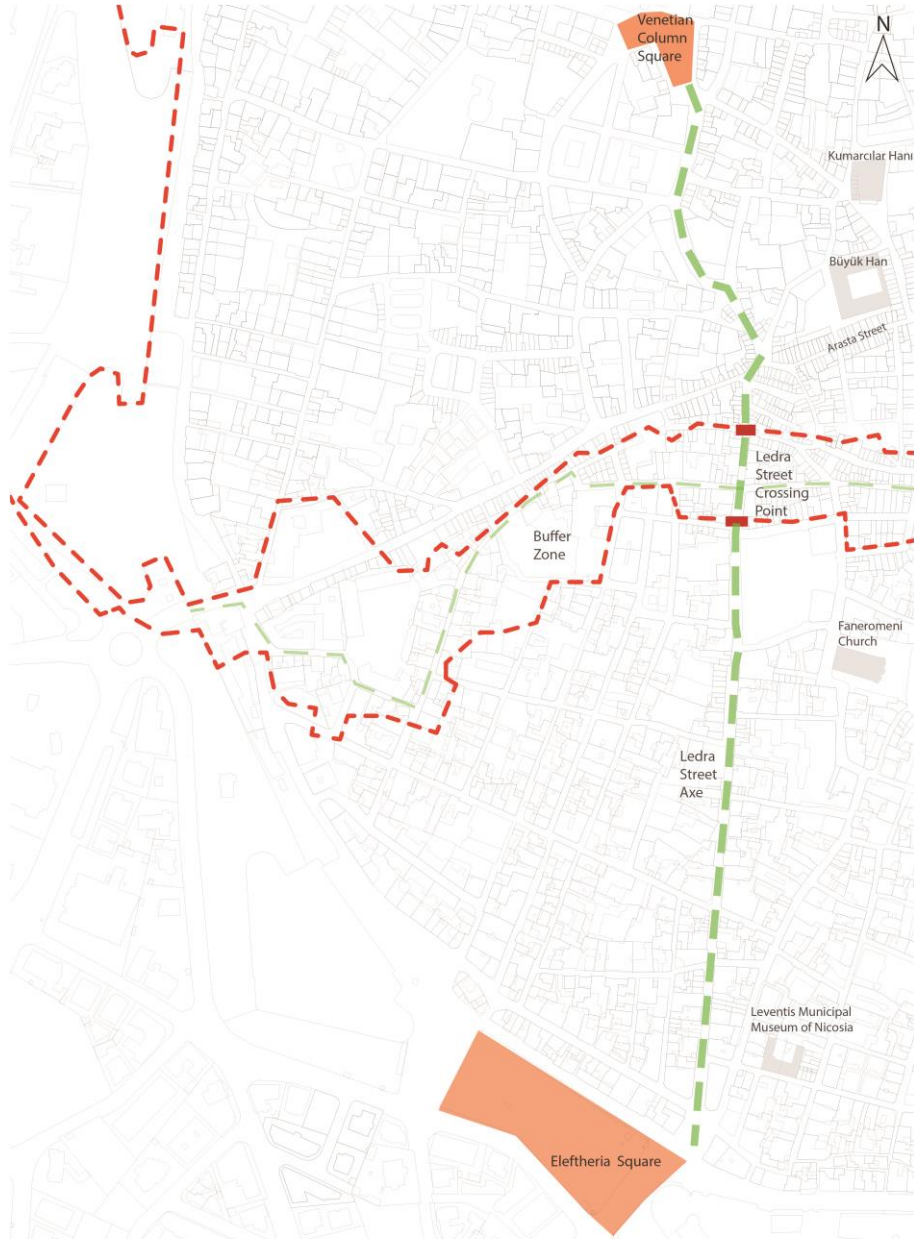 Venetian
Column
Square
N
Kumarcılar Hanı
Büyük Han
Arasta Street
Ledra
Street
Crossing
Point
Buffer
Zone
Faneromeni
Church
Ledra
Street
Axe
Leventis Municipal
Museum of Nicosia
Eleftheria Square